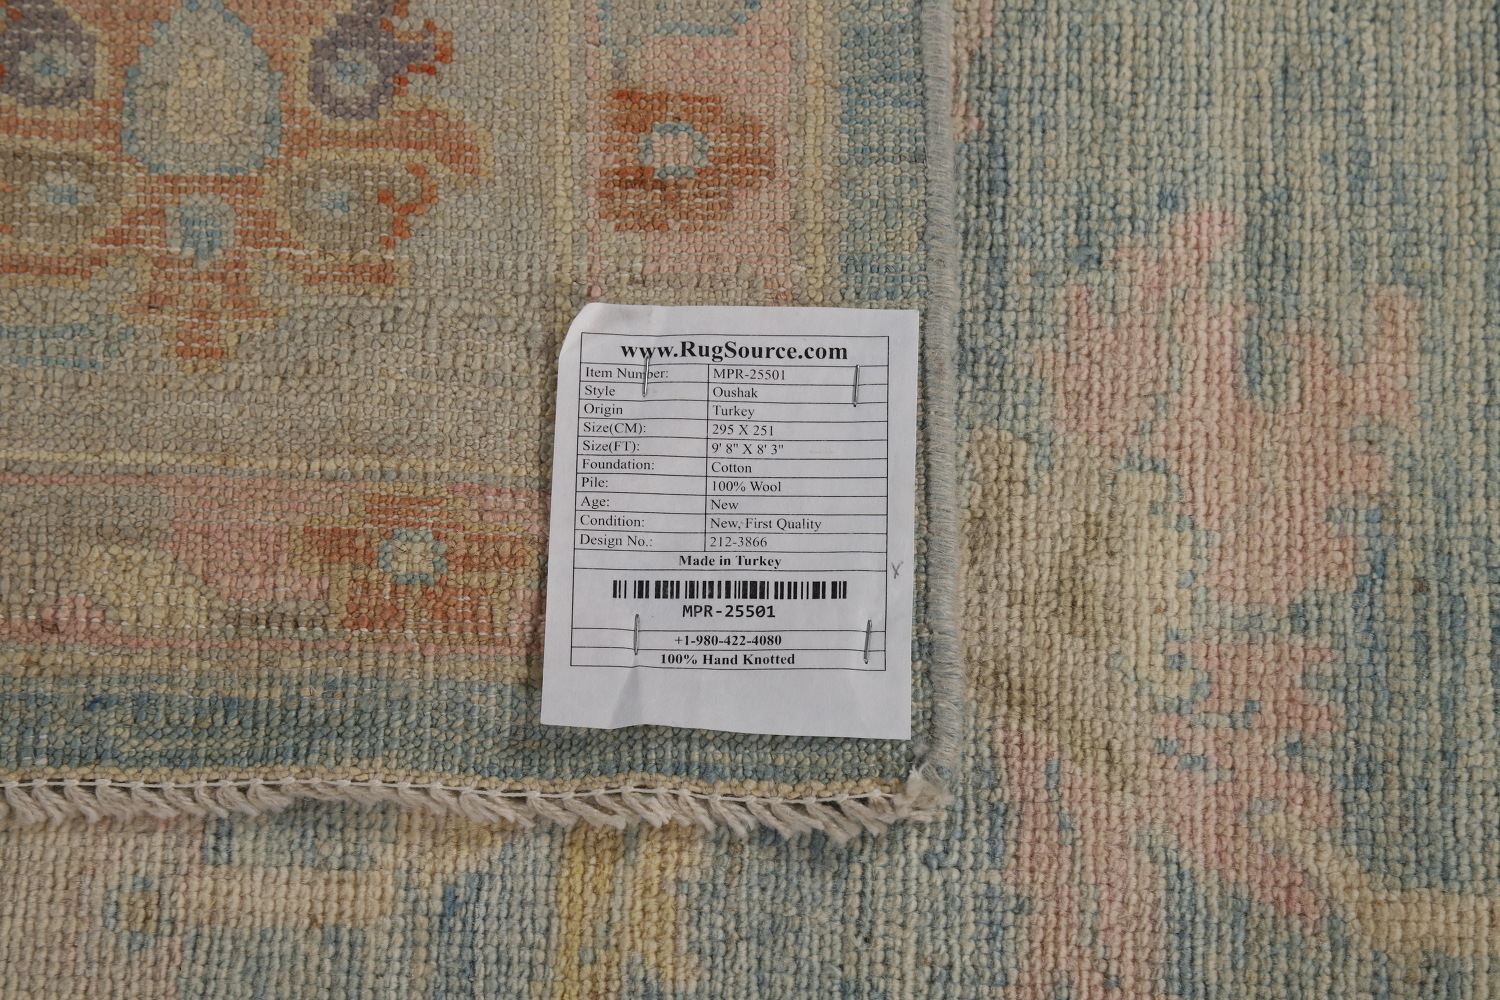 www.RugSource.com
Item Number: MPR-25501
Style Oushak
Origin Turkey
Size(CM): 295 X 251
Size(FT): 9' 8" X 8' 3"
Foundation: Cotton
Pile: 100% Wool
Age: New
Condition: New, First Quality
Design No.: 212-3866
Made in Turkey
MPR-25501
+1-980-422-4080
100% Hand Knotted